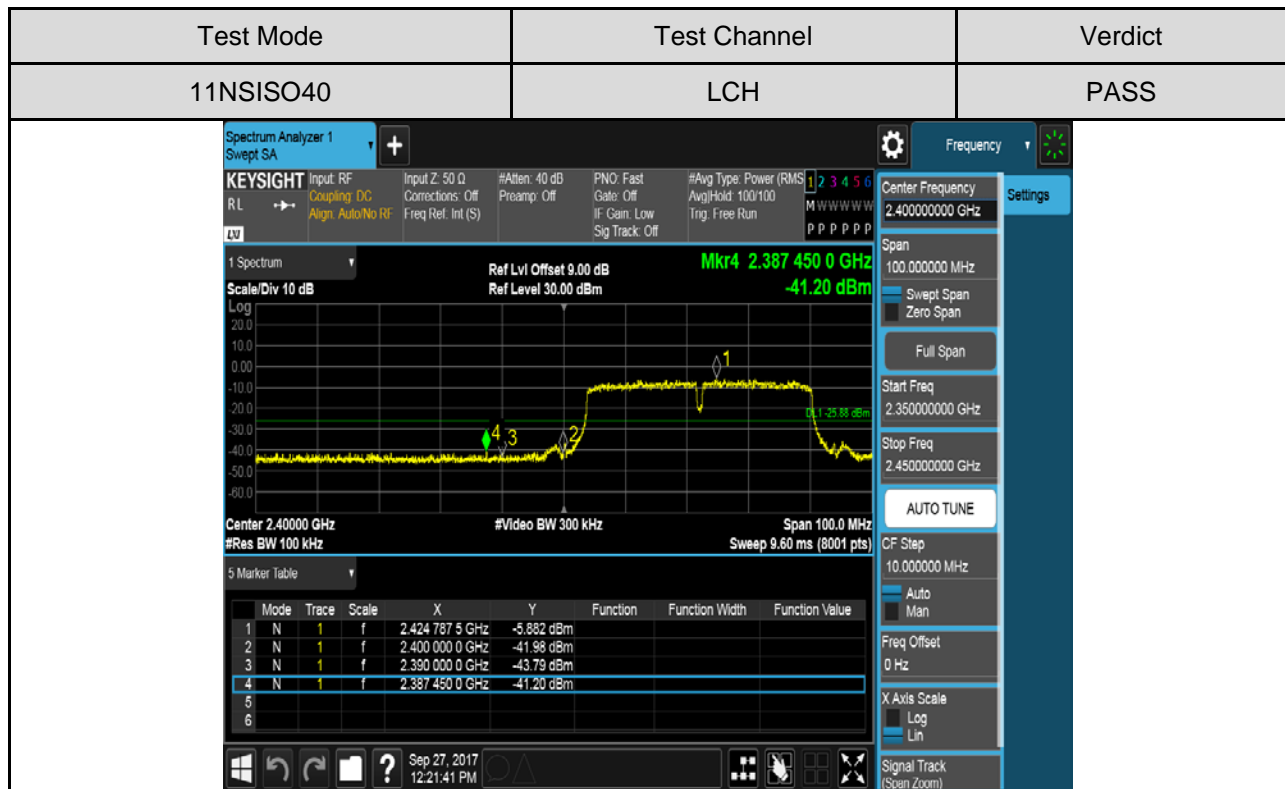 Test Mode Test Channel Verdict
11NSISO40 LCH PASS
Spectrum Analyzer 1
Swept SA
+
Frequency
KEYSIGHT Input: RF Input Z: 50 Ω #Atten: 40 dB PNO: Fast #Avg Type: Power (RMS 1 2 3 4 5 6
RL Coupling: DC Corrections: Off Preamp: Off Gate: Off Avg|Hold: 100/100 M W W W W W
Align: Auto/No RF Freq Ref: Int (S) IF Gain: Low Trig: Free Run
LXI Sig Track: Off P P P P P P
1 Spectrum
Ref Lvl Offset 9.00 dB Mkr4 2.387 450 0 GHz
Scale/Div 10 dB Ref Level 30.00 dBm -41.20 dBm
Log
20.0
10.0
0.00
-10.0
-20.0
-30.0
-40.0
-50.0
-60.0
1
DL1 -25.88 dBm
4 3 2
Center 2.40000 GHz #Video BW 300 kHz Span 100.0 MHz
#Res BW 100 kHz Sweep 9.60 ms (8001 pts)
5 Marker Table
Mode Trace Scale X Y Function Function Width Function Value
1 N 1 f 2.424 787 5 GHz -5.882 dBm
2 N 1 f 2.400 000 0 GHz -41.98 dBm
3 N 1 f 2.390 000 0 GHz -43.79 dBm
4 N 1 f 2.387 450 0 GHz -41.20 dBm
5
6
?
Sep 27, 2017
12:21:41 PM
Center Frequency
2.400000000 GHz
Span
100.000000 MHz
Swept Span
Zero Span
Full Span
Start Freq
2.350000000 GHz
Stop Freq
2.450000000 GHz
AUTO TUNE
CF Step
10.000000 MHz
Auto
Man
Freq Offset
0 Hz
X Axis Scale
Log
Lin
Signal Track
(Span Zoom)
Settings